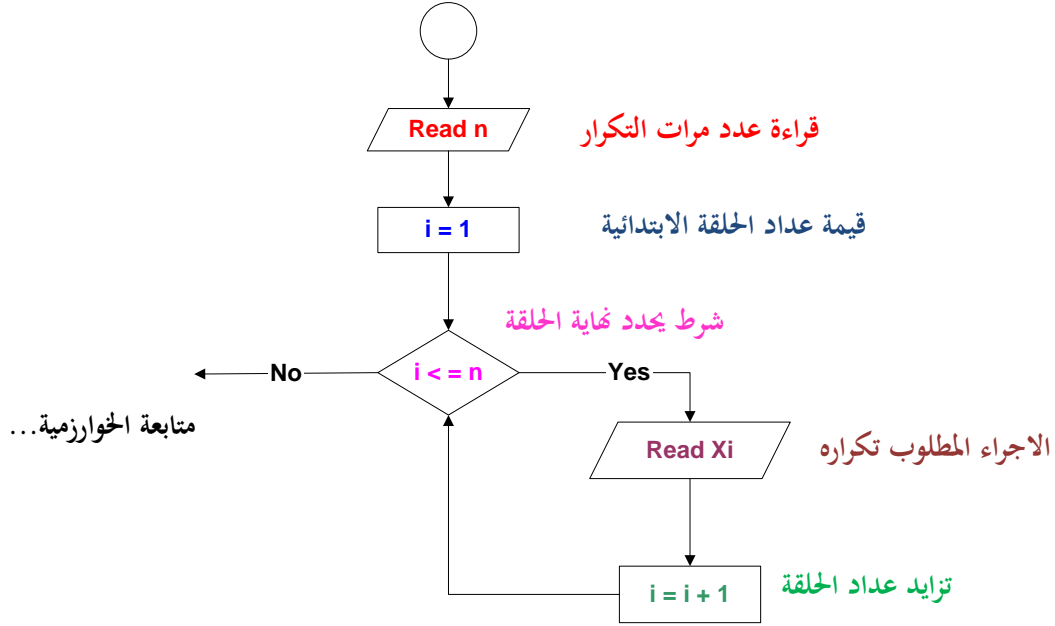 Read n
قراءة عدد مرات التكرار
i = 1
قيمة عداد الحلقة الابتدائية
شرط يحدد نهاية الحلقة
No
i < = n
Yes
متابعة الخوارزمية...
Read Xi
الاجراء المطلوب تكراره
i = i + 1
تزايد عداد الحلقة